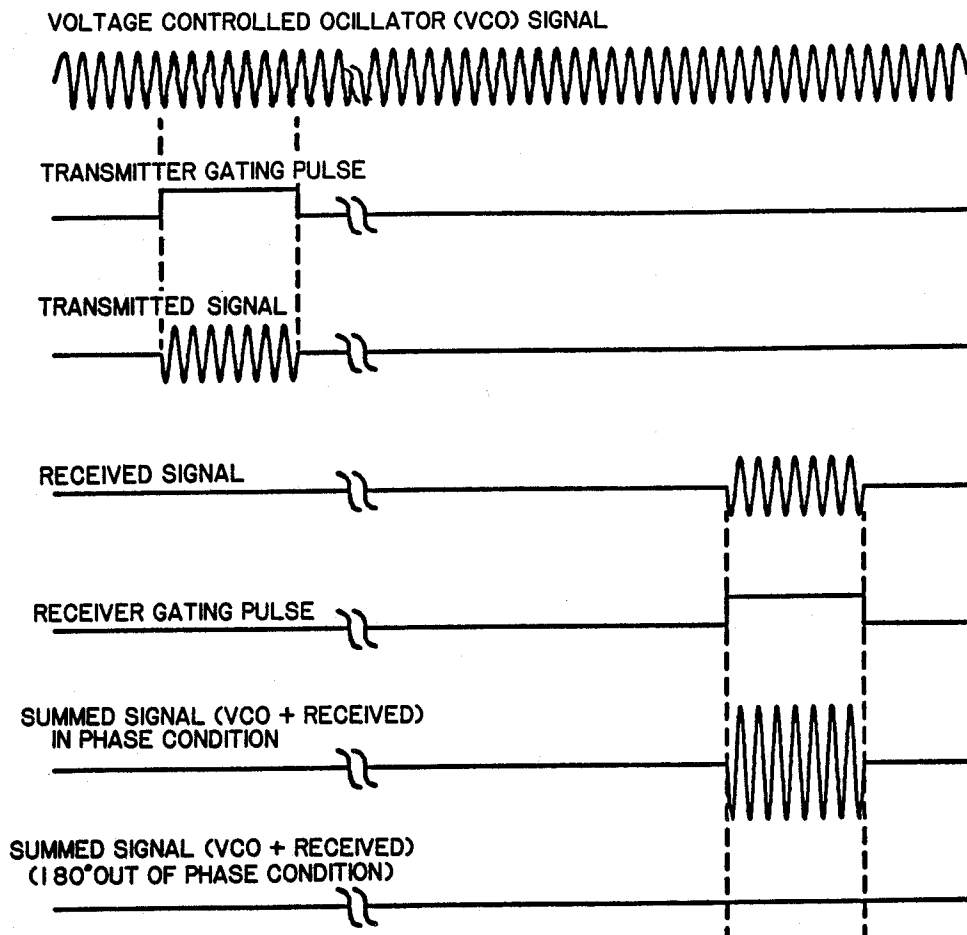 VOLTAGE CONTROLLED OCILLATOR (VCO) SIGNAL
TRANSMITTER GATING PULSE
TRANSMITTED SIGNAL
RECEIVED SIGNAL
RECEIVER GATING PULSE
SUMMED SIGNAL (VCO + RECEIVED)
IN PHASE CONDITION
SUMMED SIGNAL (VCO + RECEIVED)
(180°OUT OF PHASE CONDITION)